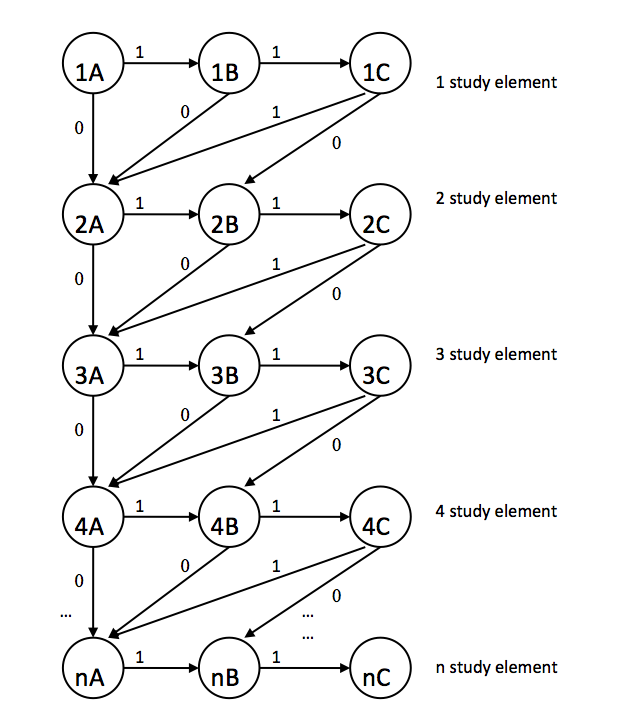 1
1
1A
1B
1C
1 study element
0
0
1
0
2 study element
1
1
2A
2B
2C
0
0
1
0
1
1
3 study element
3A
3B
3C
0
0
1
0
1
1
4 study element
4A
4B
4C
0
0
1
0
...
...
...
1
1
nA
nB
nC
n study element